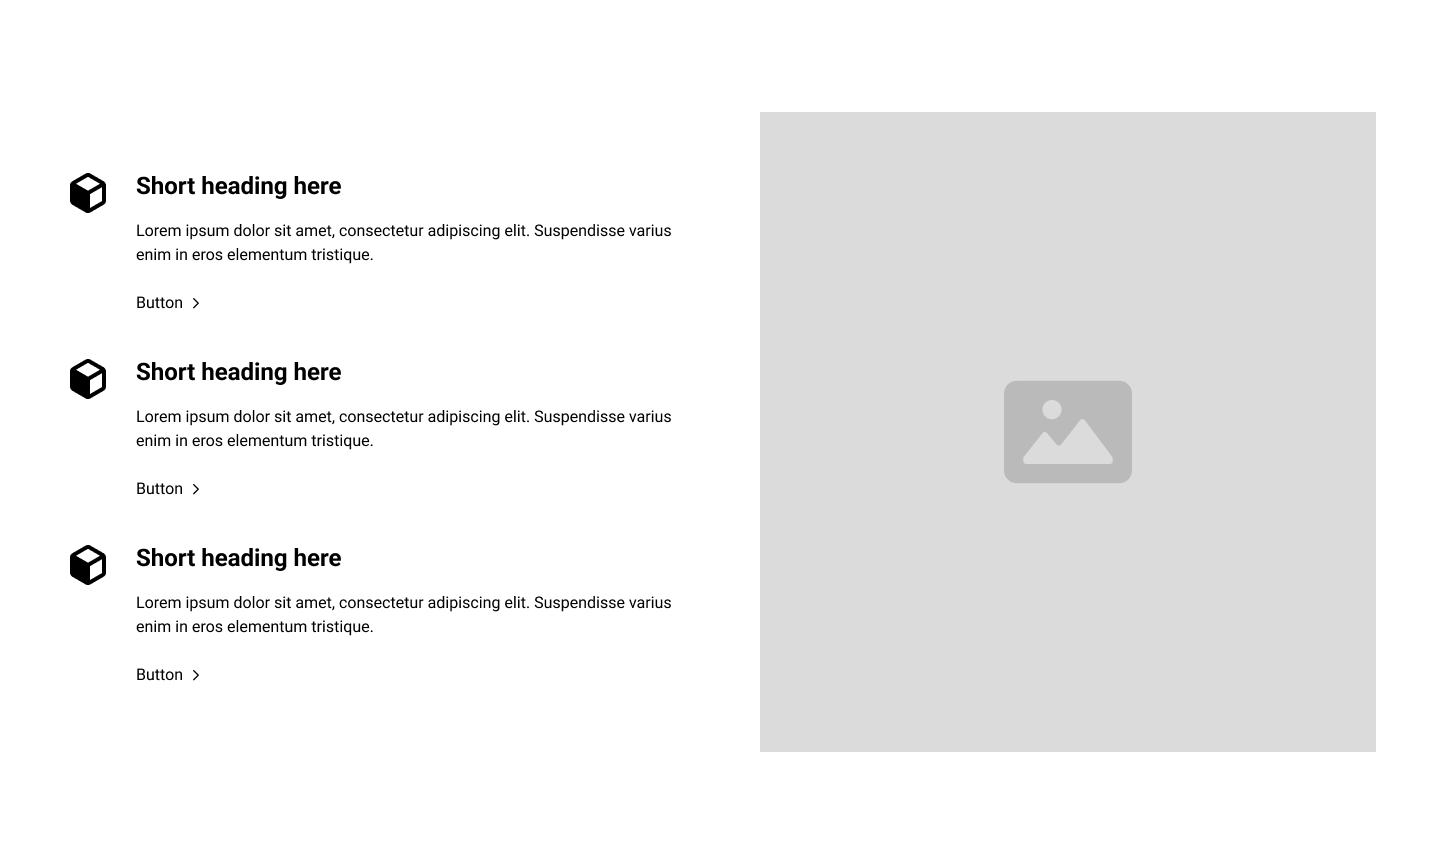 Short heading here
Lorem ipsum dolor sit amet, consectetur adipiscing elit. Suspendisse varius
enim in eros elementum tristique.
Button
Short heading here
Lorem ipsum dolor sit amet, consectetur adipiscing elit. Suspendisse varius
enim in eros elementum tristique.
Button
Short heading here
Lorem ipsum dolor sit amet, consectetur adipiscing elit. Suspendisse varius
enim in eros elementum tristique.
Button